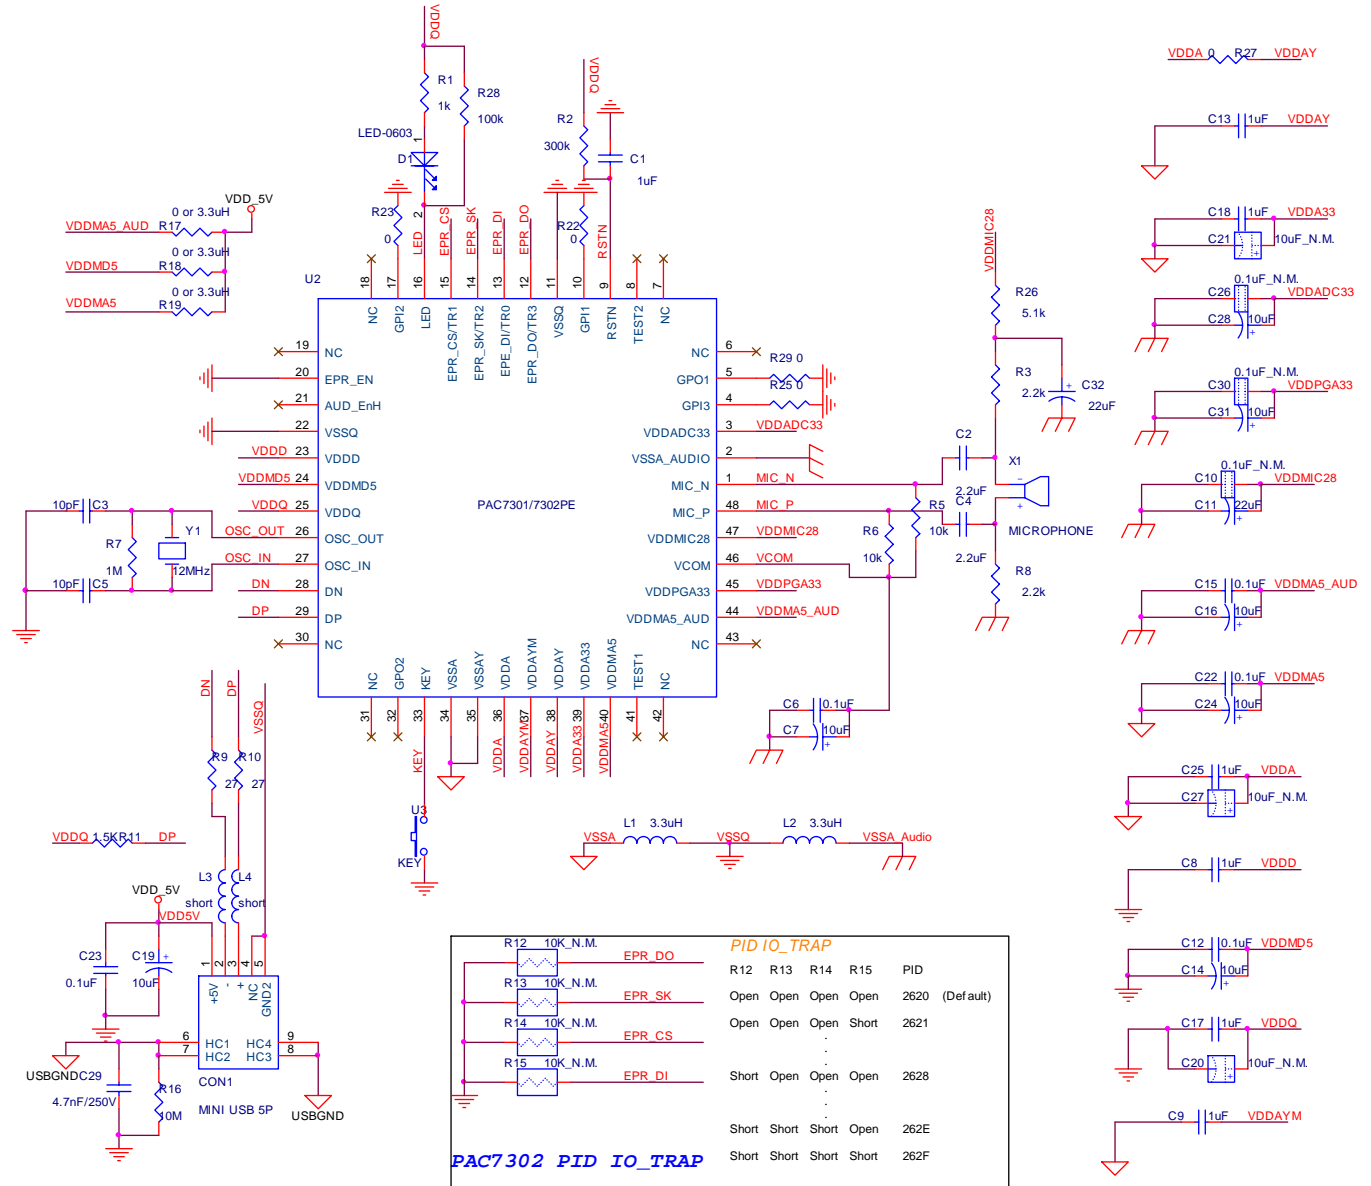 VDDQ
R1
1k
R28
100k
LED-0603
D1
1
2
VDDQ
R2
300k
C1
1uF
R23
0
R22
0
LED
EPR_CS
EPR_SK
EPR_DI
EPR_DO
RSTN
VDD_5V
0 or 3.3uH
VDDMA5_AUD
R17
0 or 3.3uH
VDDMD5
R18
0 or 3.3uH
VDDMA5
R19
U2
18
17
16
15
14
13
12
11
10
9
8
7
NC
GPI2
LED
EPR_CS/TR1
EPR_SK/TR2
EPE_DI/TR0
EPR_DO/TR3
VSSQ
GPI1
RSTN
TEST2
NC
19 NC
20 EPR_EN
21 AUD_EnH
22 VSSQ
VDDD 23 VDDD
VDDMD5 24 VDDMD5
VDDQ 25 VDDQ
OSC_OUT 26 OSC_OUT
OSC_IN 27 OSC_IN
DN 28 DN
DP 29 DP
30 NC
PAC7301/7302PE
NC 6
GPO1 5
GPI3 4
VDDADC33 3 VDDADC33
VSSA_AUDIO 2
MIC_N 1 MIC_N
MIC_P 48 MIC_P
VDDMIC28 47 VDDMIC28
VCOM 46 VCOM
VDDPGA33 45 VDDPGA33
VDDMA5_AUD 44 VDDMA5_AUD
NC 43
NC
GPO2
KEY
VSSA
VSSAY
VDDA
VDDAYM
VDDAY
VDDA33
VDDMA5
TEST1
NC
31
32
33
34
35
36
37
38
39
40
41
42
KEY
VDDA
VDDAYM
VDDAY
VDDA33
VDDMA5
10pF C3
R7
1M
Y1
12MHz
10pF C5
R29 0
R25 0
VDDMIC28
R26
5.1k
R3
2.2k
C32
22uF
C2
2.2uF
C4
2.2uF
X1
MICROPHONE
R5
10k
R6
10k
R8
2.2k
C6 0.1uF
C7 10uF
U3
KEY
VSSA L1 3.3uH VSSQ L2 3.3uH VSSA_Audio
DN
DP
VSSQ
R9
27
R10
27
VDDQ 1.5K R11 DP
L3
short
L4
short
VDD_5V
VDD5V
C23
0.1uF
C19
10uF
1
2
3
4
5
+5V
-
+
NC
GND2
6 HC1
7 HC2
HC4 9
HC3 8
CON1
MINI USB 5P
USBGND
C29
4.7nF/250V
R16
10M
USBGND
VDDA 0 R27 VDDAY
C13 1uF VDDAY
C18 1uF VDDA33
C21 10uF_N.M.
0.1uF_N.M.
C26 VDDADC33
C28 10uF
0.1uF_N.M.
C30 VDDPGA33
C31 10uF
0.1uF_N.M.
C10 VDDMIC28
C11 22uF
C15 0.1uF VDDMA5_AUD
C16 10uF
C22 0.1uF VDDMA5
C24 10uF
C25 1uF VDDA
C27 10uF_N.M.
C8 1uF VDDD
C12 0.1uF VDDMD5
C14 10uF
C17 1uF VDDQ
C20 10uF_N.M.
C9 1uF VDDAYM
R12 10K_N.M. EPR_DO
R13 10K_N.M. EPR_SK
R14 10K_N.M. EPR_CS
R15 10K_N.M. EPR_DI
PID IO_TRAP
R12 R13 R14 R15 PID
Open Open Open Open 2620 (Default)
Open Open Open Short 2621
.
.
.
Short Open Open Open 2628
.
.
.
Short Short Short Open 262E
Short Short Short Short 262F
PAC7302 PID IO_TRAP